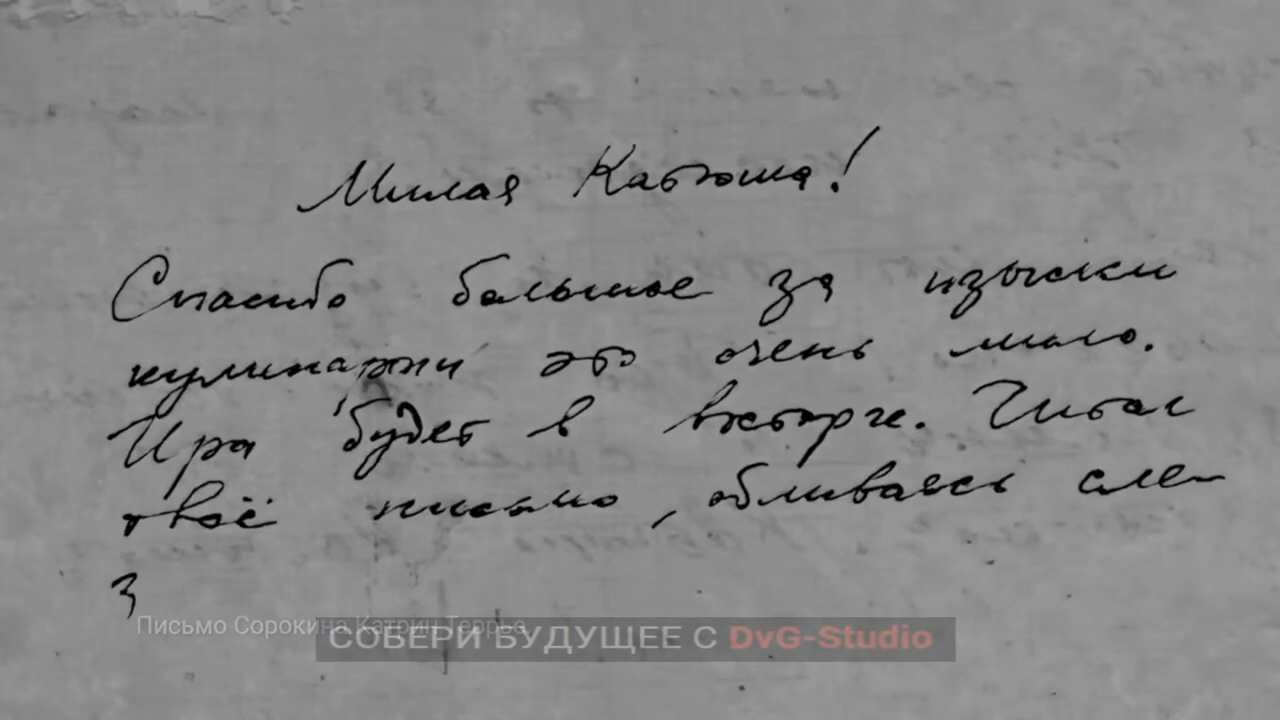 Милая Катюша!
Спасибо большое за изыски
кулинарии это очень мило.
Ира будет в восторге. Читал
твоё письмо, обливаясь сле-
з
Письмо Сорокина Катрин Террье
СОБЕРИ БУДУЩЕЕ С DvG-Studio